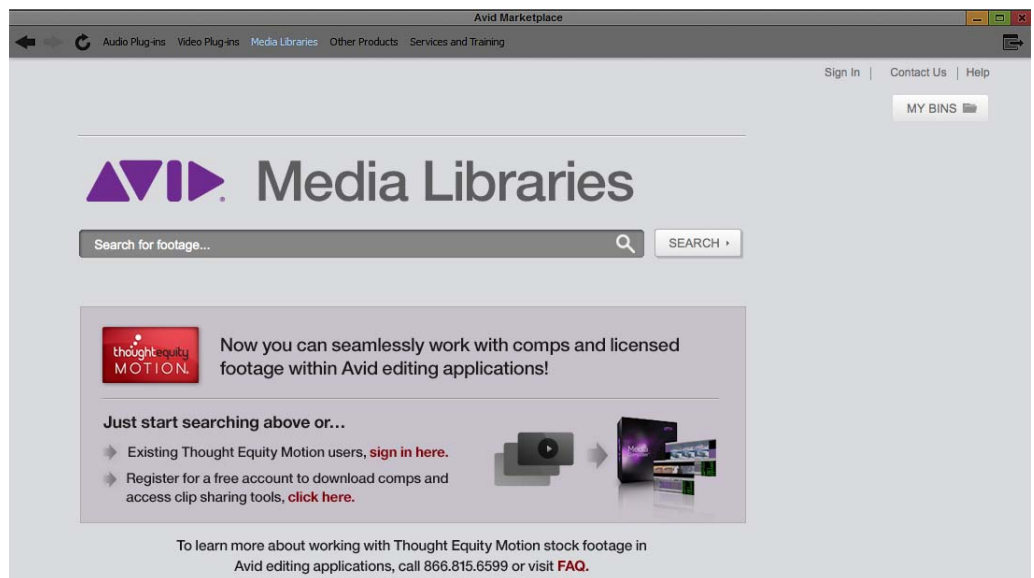 Avid Marketplace
Audio Plug-ins Video Plug-ins Media Libraries Other Products Services and Training
Sign In | Contact Us | Help
MY BINS
AVID. Media Libraries
Search for footage... SEARCH
thought equity
MOTION.
Now you can seamlessly work with comps and licensed
footage within Avid editing applications!
Just start searching above or...
Existing Thought Equity Motion users, sign in here.
Register for a free account to download comps and
access clip sharing tools, click here.
Media
To learn more about working with Thought Equity Motion stock footage in
Avid editing applications, call 866.815.6599 or visit FAQ.